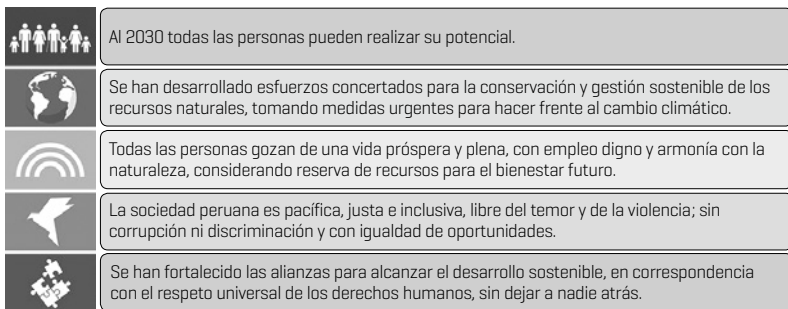 Al 2030 todas las personas pueden realizar su potencial.
Se han desarrollado esfuerzos concertados para la conservación y gestión sostenible de los
recursos naturales, tomando medidas urgentes para hacer frente al cambio climático.
Todas las personas gozan de una vida próspera y plena, con empleo digno y armonía con la
naturaleza, considerando reserva de recursos para el bienestar futuro.
La sociedad peruana es pacífica, justa e inclusiva, libre del temor y de la violencia; sin
corrupción ni discriminación y con igualdad de oportunidades.
Se han fortalecido las alianzas para alcanzar el desarrollo sostenible, en correspondencia
con el respeto universal de los derechos humanos, sin dejar a nadie atrás.